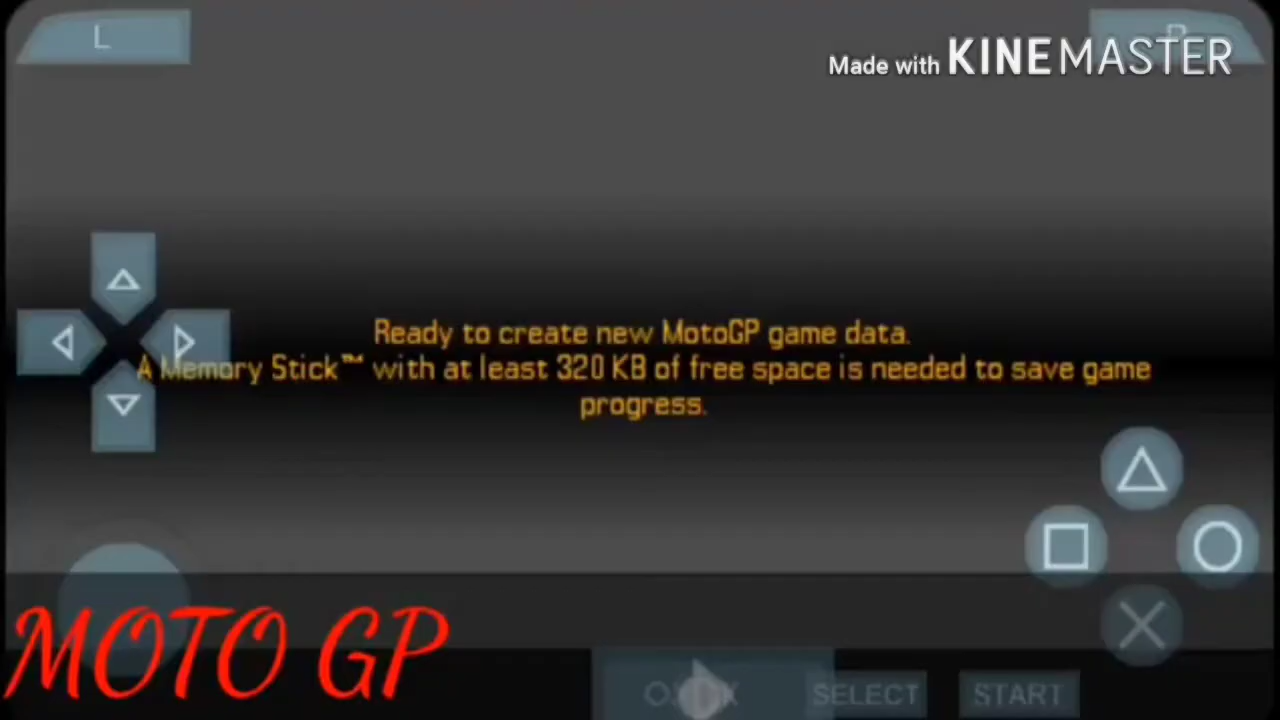 L
R
Made with KINEMASTER
Ready to create new MotoGP game data.
A Memory Stick™ with at least 320 KB of free space is needed to save game
progress.
MOTO GP
SELECT
START